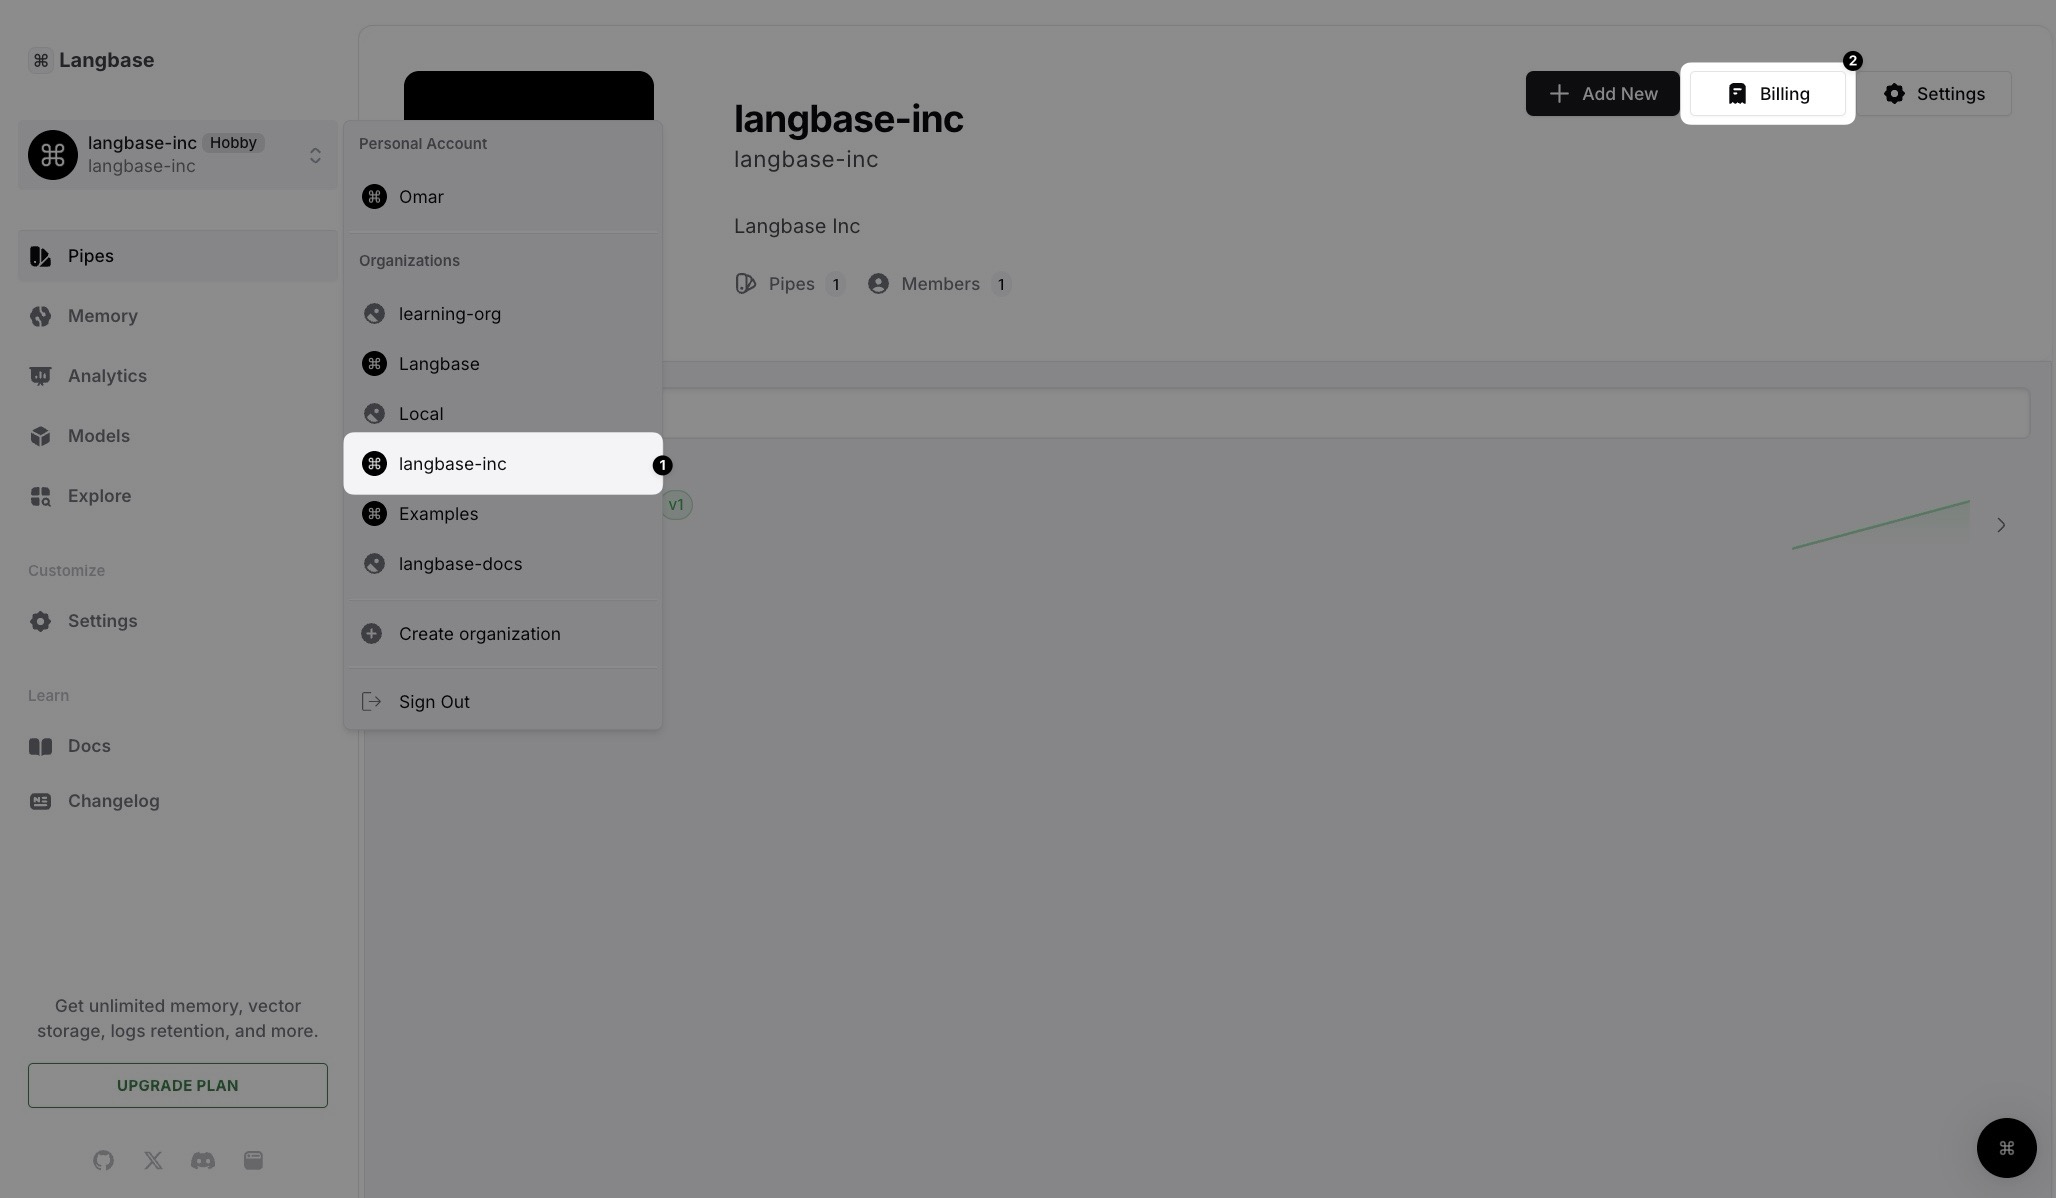 Langbase
langbase-inc Hobby
langbase-inc
Pipes
Memory
Analytics
Models
Explore
Customize
Settings
Learn
Docs
Changelog
Get unlimited memory, vector
storage, logs retention, and more.
UPGRADE PLAN
Personal Account
Omar
Organizations
learning-org
Langbase
Local
langbase-inc
1
Examples
langbase-docs
Create organization
Sign Out
langbase-inc
langbase-inc
Langbase Inc
Pipes 1 Members 1
Add New
Billing
2
Settings
v1